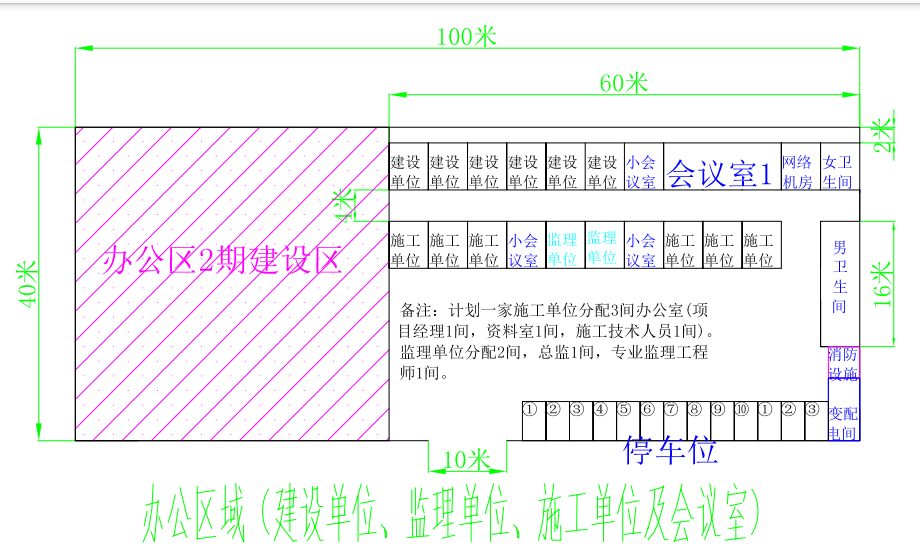 100米
60米
2米
建设 建设 建设 建设 建设 建设 小会 网络 女卫
单位 单位 单位 单位 单位 单位 议室 会议室1 机房 生间
4米
施工 施工 施工 小会 监理 监理 小会 施工 施工 施工
单位 单位 单位 议室 单位 单位 议室 单位 单位 单位
男
卫
生
间
办公区2期建设区
40米
16米
备注：计划一家施工单位分配3间办公室(项
目经理1间，资料室1间，施工技术人员1间)。
监理单位分配2间，总监1间，专业监理工程
师1间。
消防
设施
① ② ③ ④ ⑤ ⑥ ⑦ ⑧ ⑨ ⑩ ① ② ③
变配
电间
停车位
10米
办公区域（建设单位、监理单位、施工单位及会议室）